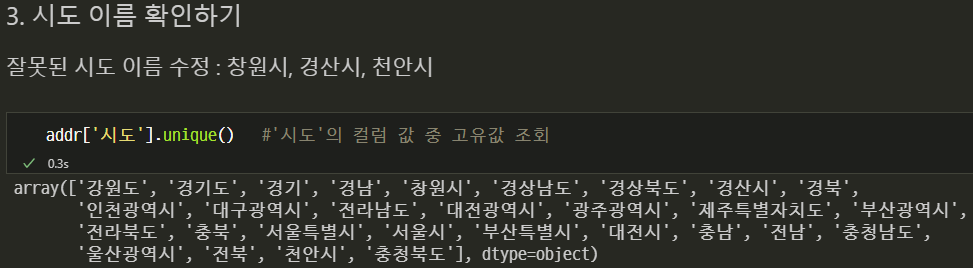 3. 시도 이름 확인하기
잘못된 시도 이름 수정 : 창원시, 경산시, 천안시
addr['시도'].unique() #'시도'의 컬럼 값 중 고유값 조회
✓ 0.3s
array(['강원도', '경기도', '경기', '경남', '창원시', '경상남도', '경상북도', '경산시', '경북',
'인천광역시', '대구광역시', '전라남도', '대전광역시', '광주광역시', '제주특별자치도', '부산광역시',
'전라북도', '충북', '서울특별시', '서울시', '부산특별시', '대전시', '충남', '전남', '충청남도',
'울산광역시', '전북', '천안시', '충청북도'], dtype=object)